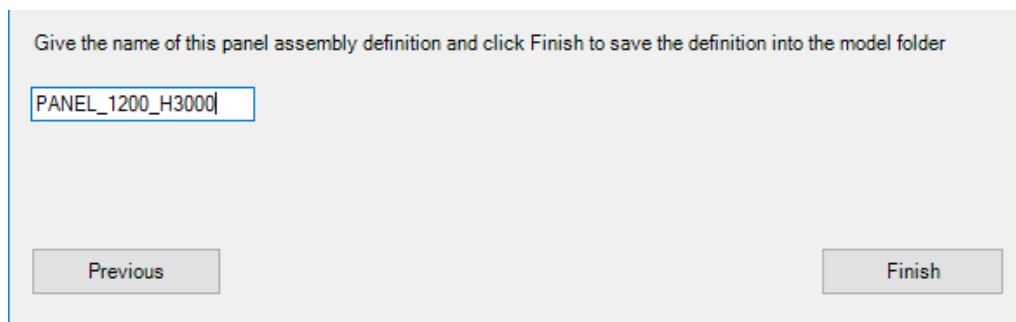 Give the name of this panel assembly definition and click Finish to save the definition into the model folder
PANEL_1200_H3000
Previous
Finish